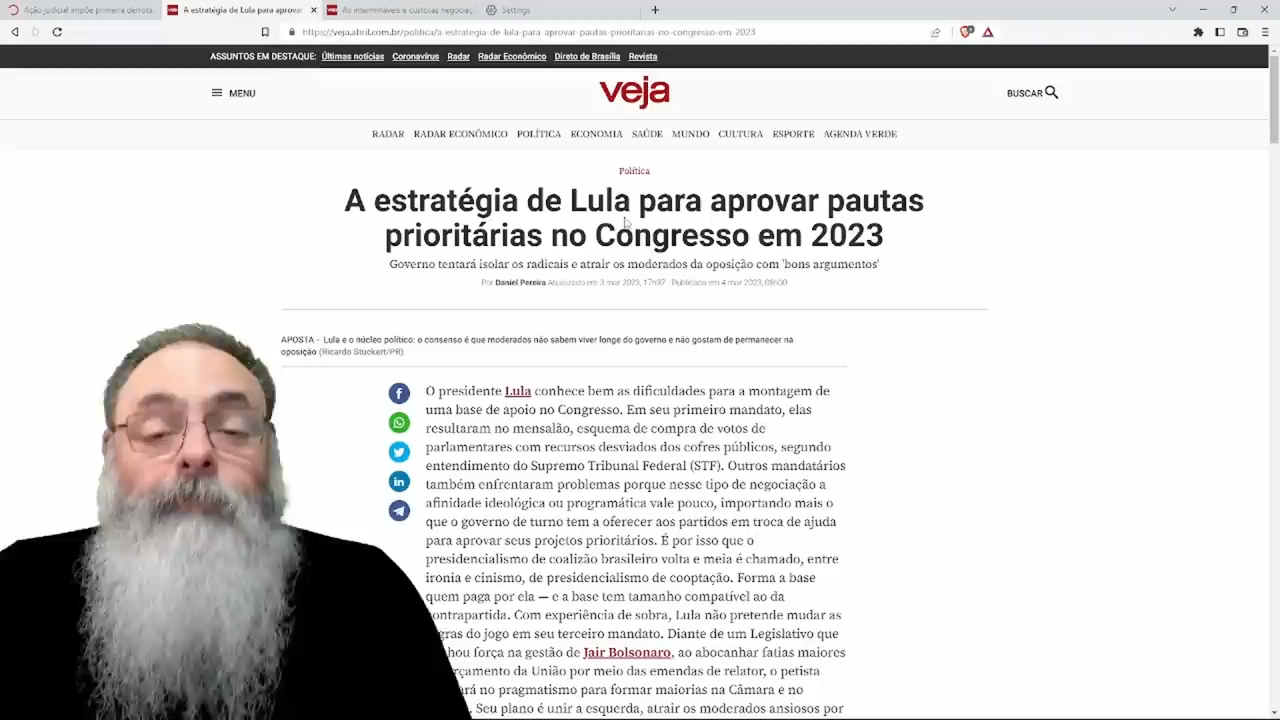 Ação judicial impõe primeira derrota
A estratégia de Lula para aprovar
As intermináveis e custosas negociaç
Settings
https://veja.abril.com.br/politica/a-estrategia-de-lula-para-aprovar-pautas-prioritarias-no-congresso-em-2023
ASSUNTOS EM DESTAQUE: Últimas notícias Coronavírus Radar Radar Econômico Direto de Brasília Revista
MENU
veja
BUSCAR
RADAR RADAR ECONÔMICO POLÍTICA ECONOMIA SAÚDE MUNDO CULTURA ESPORTE AGENDA VERDE
Política
A estratégia de Lula para aprovar pautas
prioritárias no Congresso em 2023
Governo tentará isolar os radicais e atrair os moderados da oposição com 'bons argumentos'
Por Daniel Pereira Atualizado em 3 mar 2023, 17h37 Publicado em 4 mar 2023, 08h00
APOSTA - Lula e o núcleo político: o consenso é que moderados não sabem viver longe do governo e não gostam de permanecer na
oposição (Ricardo Stuckert/PR)
O presidente Lula conhece bem as dificuldades para a montagem de
uma base de apoio no Congresso. Em seu primeiro mandato, elas
resultaram no mensalão, esquema de compra de votos de
parlamentares com recursos desviados dos cofres públicos, segundo
entendimento do Supremo Tribunal Federal (STF). Outros mandatários
também enfrentaram problemas porque nesse tipo de negociação a
afinidade ideológica ou programática vale pouco, importando mais o
que o governo de turno tem a oferecer aos partidos em troca de ajuda
para aprovar seus projetos prioritários. É por isso que o
presidencialismo de coalizão brasileiro volta e meia é chamado, entre
ironia e cinismo, de presidencialismo de cooptação. Forma a base
quem paga por ela — e a base tem tamanho compatível ao da
contrapartida. Com experiência de sobra, Lula não pretende mudar as
gras do jogo em seu terceiro mandato. Diante de um Legislativo que
hou força na gestão de Jair Bolsonaro, ao abocanhar fatias maiores
rçamento da União por meio das emendas de relator, o petista
ará no pragmatismo para formar maiorias na Câmara e no
. Seu plano é unir a esquerda, atrair os moderados ansiosos por